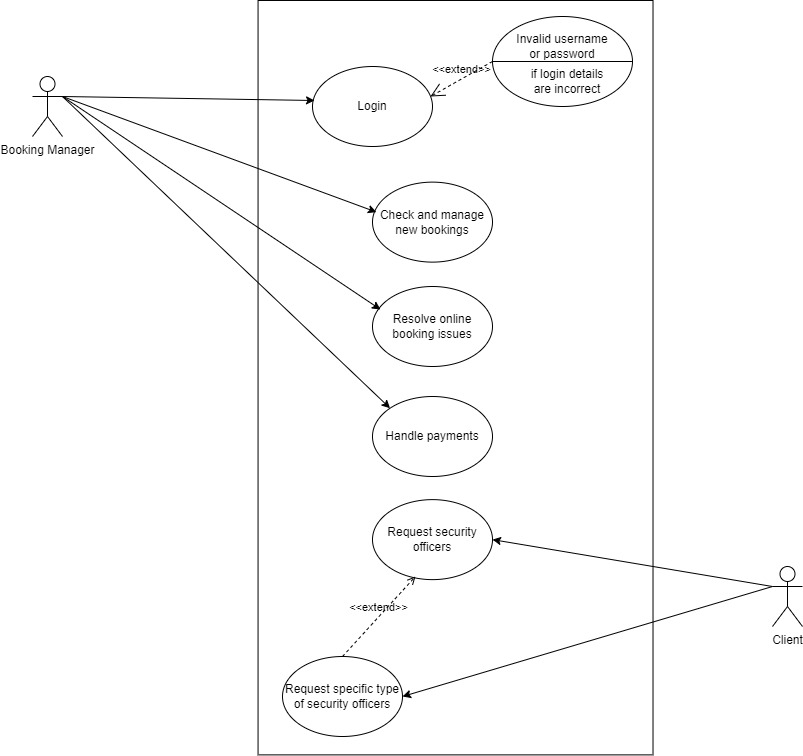 Invalid username
or password
<<extend>>
if login details
are incorrect
Login
Booking Manager
Check and manage
new bookings
Resolve online
booking issues
Handle payments
Request security
officers
<<extend>>
Client
Request specific type
of security officers